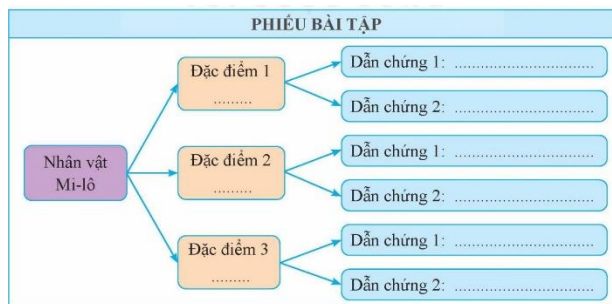 PHIẾU BÀI TẬP
Nhân vật
Mi-lô
Đặc điểm 1
.........
Dẫn chứng 1: ..............................
Dẫn chứng 2: ..............................
Đặc điểm 2
.........
Dẫn chứng 1: ..............................
Dẫn chứng 2: ..............................
Đặc điểm 3
.........
Dẫn chứng 1: ..............................
Dẫn chứng 2: ..............................